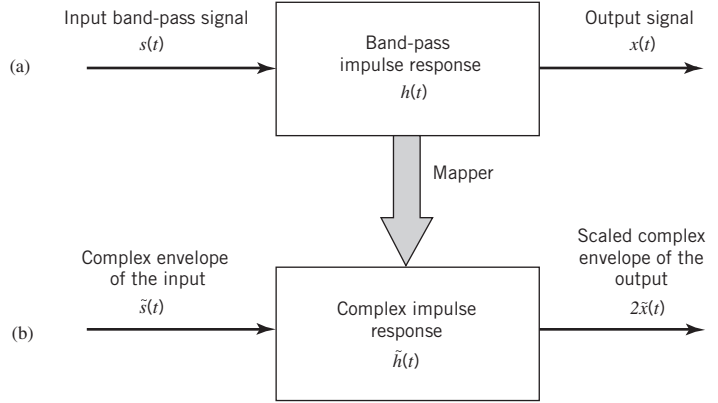 Input band-pass signal
s(t)
Output signal
x(t)
(a)
Band-pass
impulse response
h(t)
Mapper
Complex envelope
of the input
s̃(t)
Scaled complex
envelope of the
output
2x̃(t)
(b)
Complex impulse
response
h̃(t)